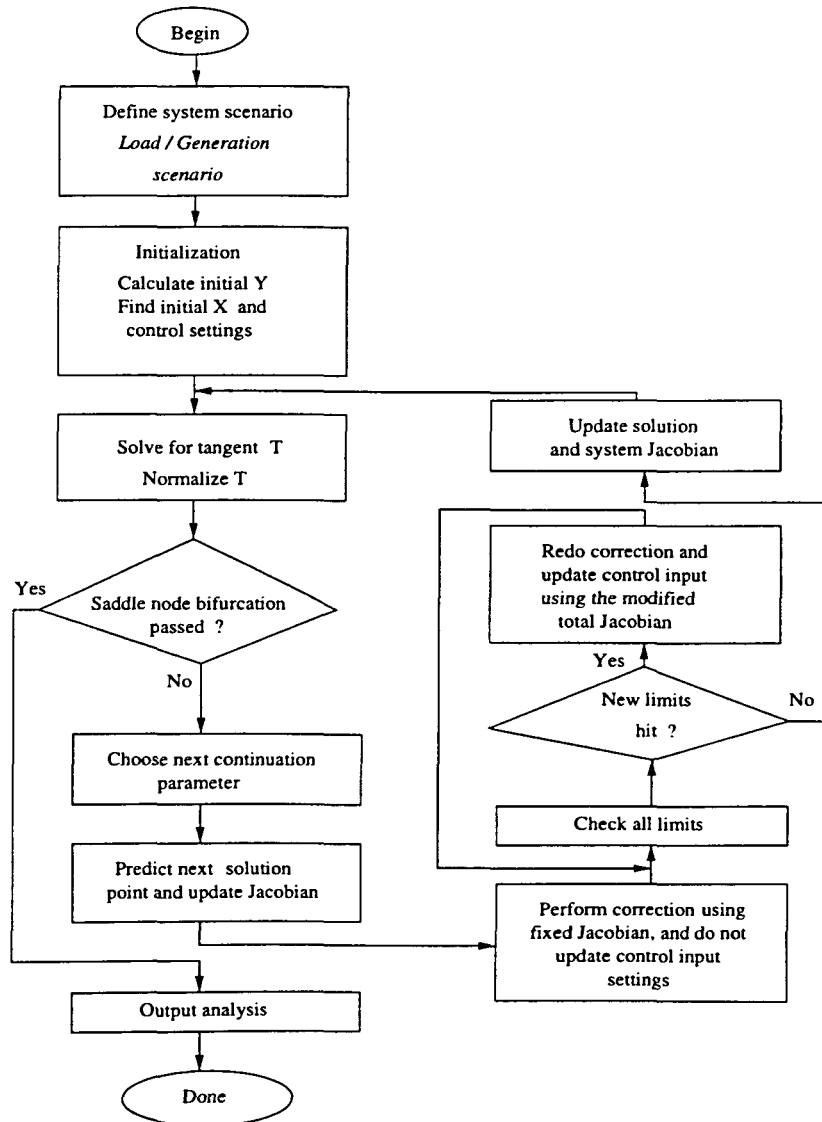 Begin
Define system scenario
Load / Generation
scenario
Initialization
Calculate initial Y
Find initial X and
control settings
Solve for tangent T
Normalize T
Yes
Saddle node bifurcation
passed ?
No
Choose next continuation
parameter
Predict next solution
point and update Jacobian
Output analysis
Done
Update solution
and system Jacobian
Redo correction and
update control input
using the modified
total Jacobian
Yes
New limits
hit ?
No
Check all limits
Perform correction using
fixed Jacobian, and do not
update control input
settings